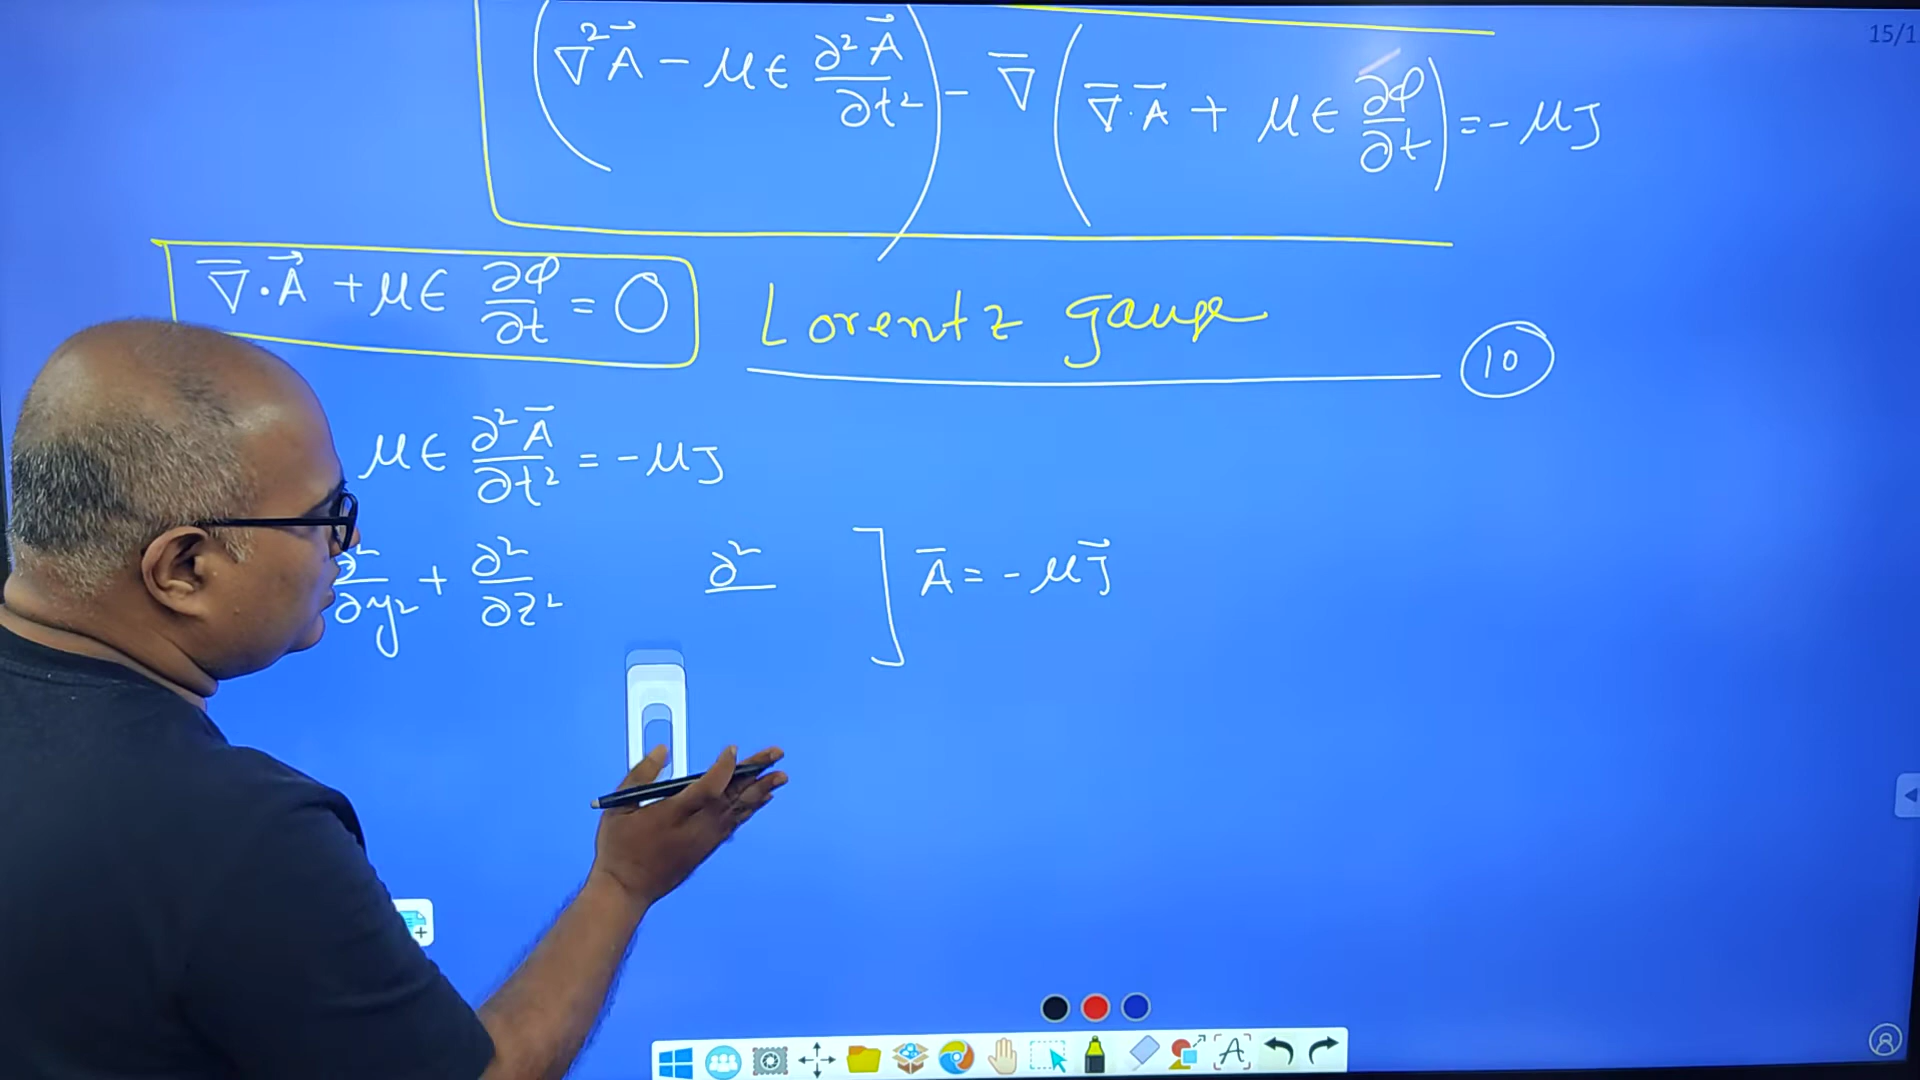 (∇²A⃗ − με ∂²A⃗/∂t²) − ∇̅(∇̅·A̅ + με ∂φ/∂t) = −μJ
∇̅·A⃗ + με ∂φ/∂t = 0 Lorentz gauge
10
με ∂²A̅/∂t² = −μJ
∂²/∂y² + ∂²/∂z² ∂² ] A̅ = −μJ⃗
15/1